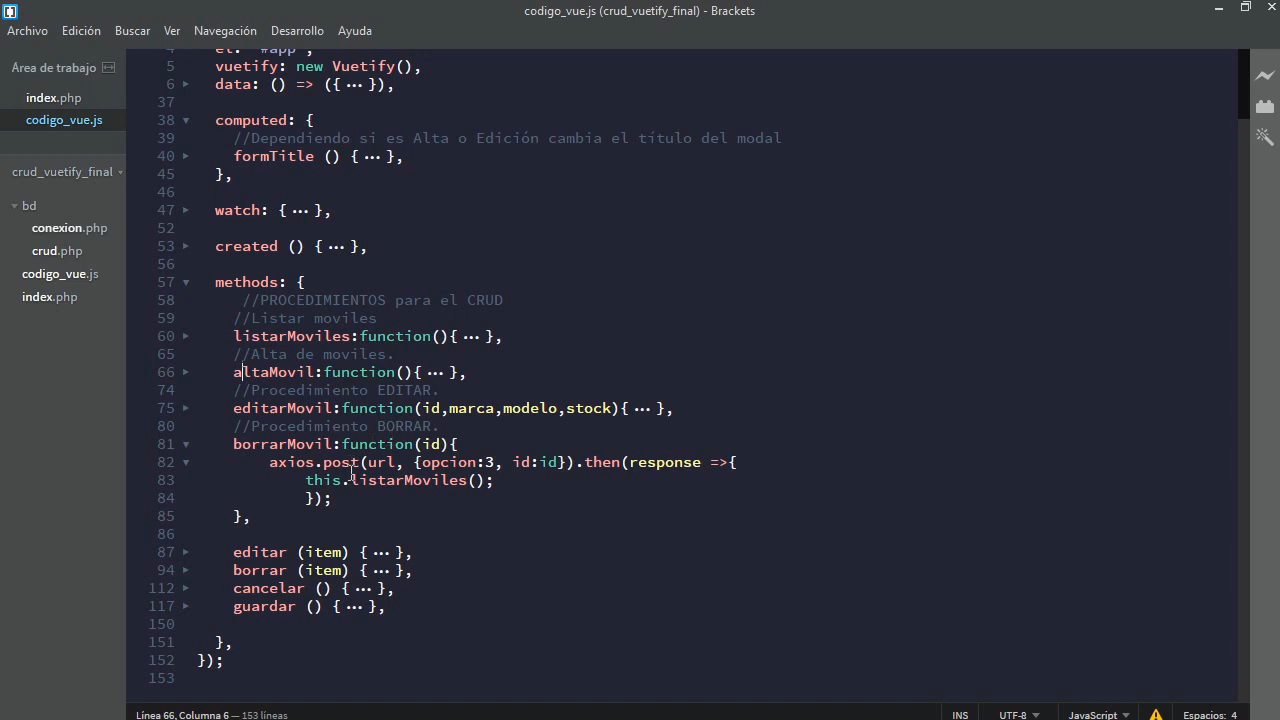 codigo_vue.js (crud_vuetify_final) - Brackets
Archivo Edición Buscar Ver Navegación Desarrollo Ayuda
Area de trabajo
index.php
codigo_vue.js
crud_vuetify_final
bd
conexion.php
crud.php
codigo_vue.js
index.php
4 el: "#app",
5 vuetify: new Vuetify(),
6 data: () => ({...}),
37
38 computed: {
39 //Dependiendo si es Alta o Edición cambia el título del modal
40 formTitle () {...},
45 },
46
47 watch: {...},
52
53 created () {...},
56
57 methods: {
58 //PROCEDIMIENTOS para el CRUD
59 //Listar moviles
60 listarMoviles:function(){...},
65 //Alta de moviles.
66 altaMovil:function(){...},
74 //Procedimiento EDITAR.
75 editarMovil:function(id,marca,modelo,stock){...},
80 //Procedimiento BORRAR.
81 borrarMovil:function(id){
82 axios.post(url, {opcion:3, id:id}).then(response =>{
83 this.listarMoviles();
84 });
85 },
86
87 editar (item) {...},
94 borrar (item) {...},
112 cancelar () {...},
117 guardar () {...},
150
151 },
152 });
153
Línea 66, Columna 6 — 153 líneas
INS UTF-8 JavaScript Espacios: 4